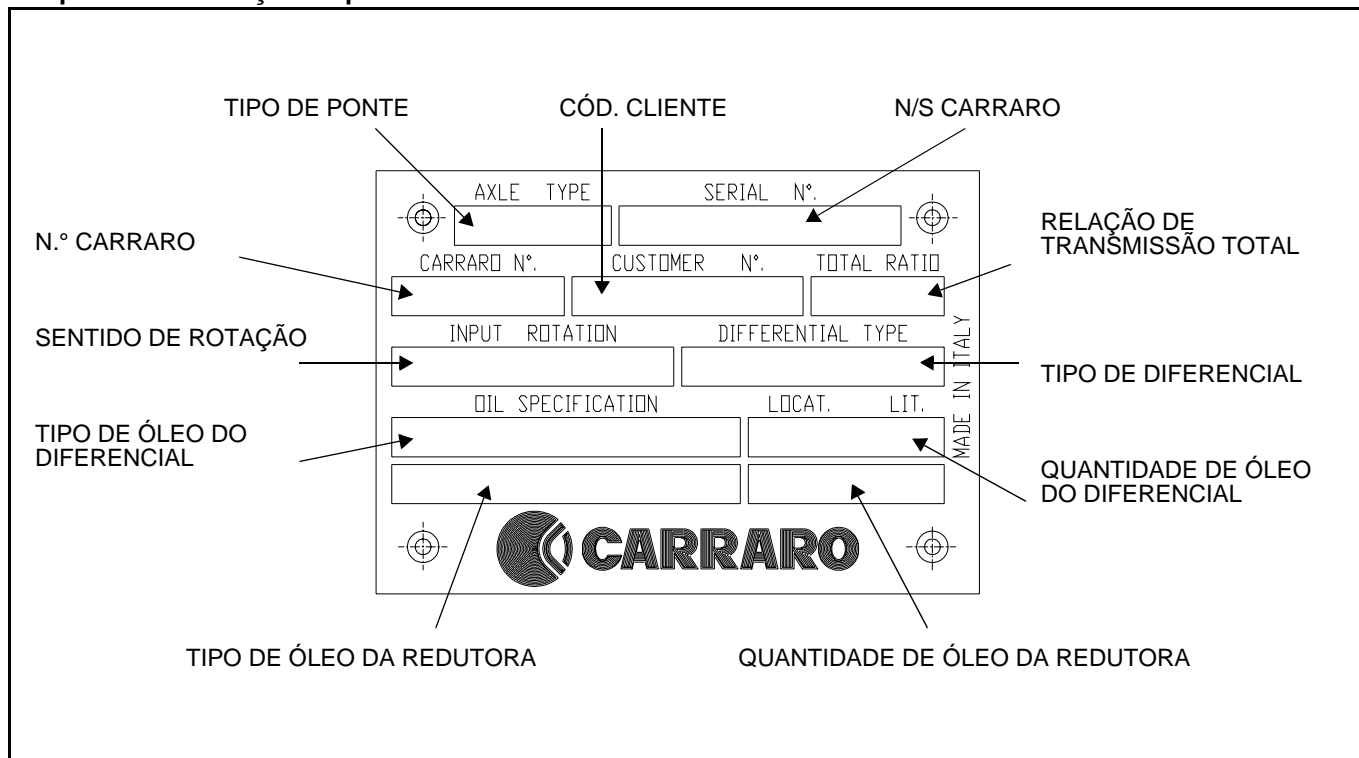 TIPO DE PONTE
CÓD. CLIENTE
N/S CARRARO
AXLE TYPE
SERIAL N°.
N.° CARRARO
RELAÇÃO DE
TRANSMISSÃO TOTAL
CARRARO N°.
CUSTOMER N°.
TOTAL RATIO
SENTIDO DE ROTAÇÃO
INPUT ROTATION
DIFFERENTIAL TYPE
MADE IN ITALY
TIPO DE DIFERENCIAL
OIL SPECIFICATION
LOCAT. LIT.
TIPO DE ÓLEO DO
DIFERENCIAL
QUANTIDADE DE ÓLEO
DO DIFERENCIAL
CARRARO
TIPO DE ÓLEO DA REDUTORA
QUANTIDADE DE ÓLEO DA REDUTORA